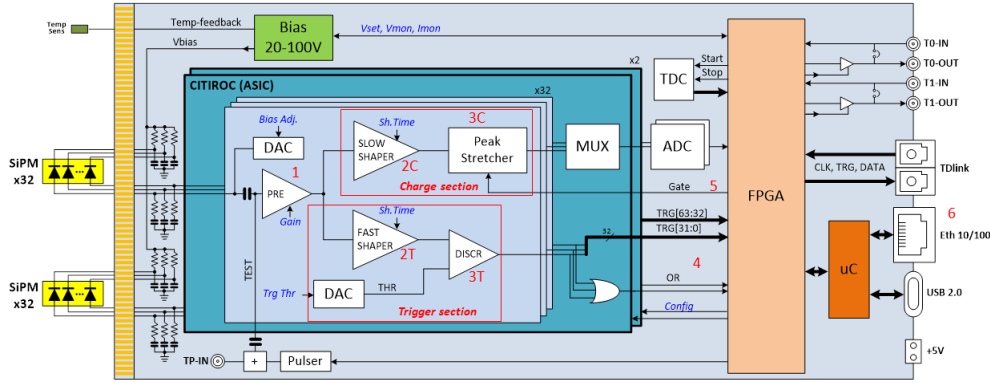 Temp
Sens
Temp-feedback
Bias
20-100V
Vset, Vmon, Imon
Vbias
T0-IN
T0-OUT
T1-IN
T1-OUT
x2
Start
Stop
TDC
CITIROC (ASIC)
x32
Bias Adj.
DAC
Sh.Time
3C
SLOW
SHAPER
2C
Peak
Stretcher
Charge section
MUX
ADC
FPGA
CLK, TRG, DATA
TDlink
SiPM
x32
1
PRE
Gain
Gate
5
TRG[63:32]
TRG[31:0]
32
6
Eth 10/100
Sh.Time
FAST
SHAPER
2T
DISCR
3T
4
OR
uC
USB 2.0
SiPM
x32
TEST
Trg Thr
DAC
THR
Trigger section
Config
+5V
TP-IN
+
Pulser